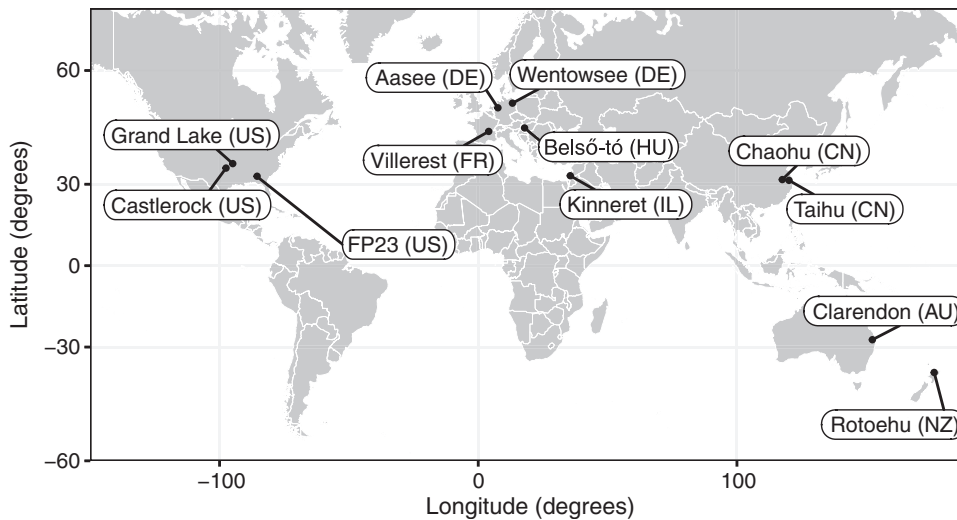 60
Aasee (DE)
Wentowsee (DE)
Grand Lake (US)
Villerest (FR)
Belső-tó (HU)
Chaohu (CN)
30
Castlerock (US)
Kinneret (IL)
Taihu (CN)
FP23 (US)
0
Clarendon (AU)
−30
Rotoehu (NZ)
−60
−100
0
100
Latitude (degrees)
Longitude (degrees)